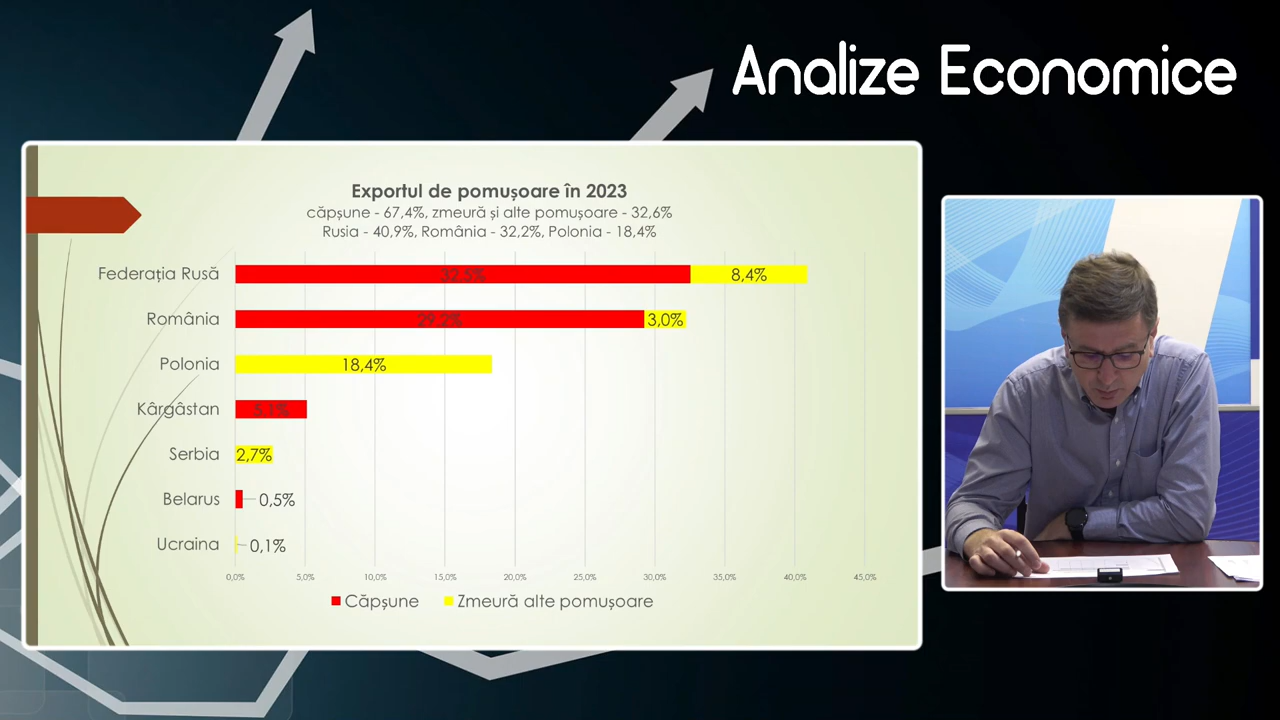 Analize Economice
Exportul de pomușoare în 2023
căpșune - 67,4%, zmeură și alte pomușoare - 32,6%
Rusia - 40,9%, România - 32,2%, Polonia - 18,4%
Federația Rusă 32,5% 8,4%
România 29,2% 3,0%
Polonia 18,4%
Kârgâstan 5,1%
Serbia 2,7%
Belarus 0,5%
Ucraina 0,1%
0,0% 5,0% 10,0% 15,0% 20,0% 25,0% 30,0% 35,0% 40,0% 45,0%
Căpșune Zmeură alte pomușoare